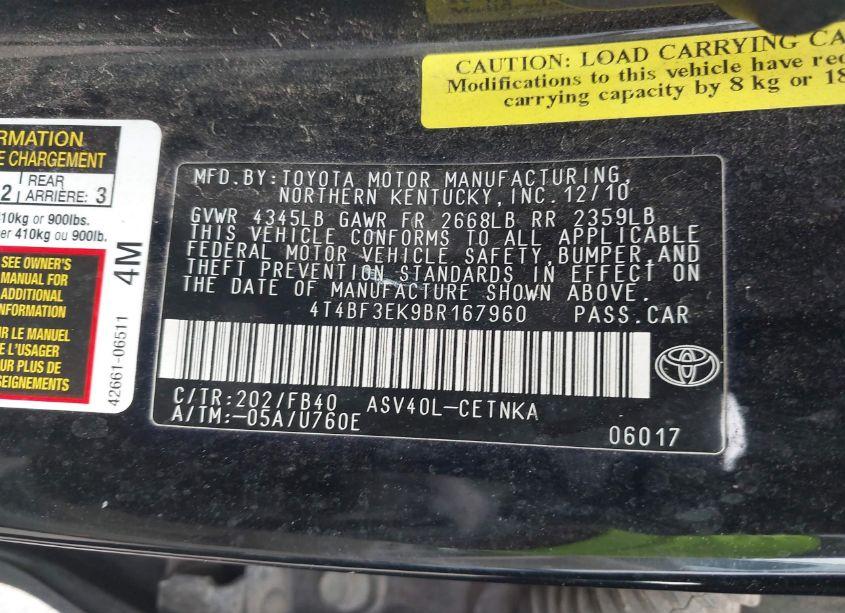 CAUTION: LOAD CARRYING CA
Modifications to this vehicle have red
carrying capacity by 8 kg or 18
FORMATION
E CHARGEMENT
2 REAR ARRIÈRE: 3
410kg or 900lbs.
er 410kg ou 900lb.
SEE OWNER'S
MANUAL FOR
ADDITIONAL
INFORMATION
IR LE MANUEL
E L'USAGER
UR PLUS DE
SEIGNEMENTS
4M
42661-06511
MFD.BY:TOYOTA MOTOR MANUFACTURING,
NORTHERN KENTUCKY,INC.12/10
GVWR 4345LB GAWR FR 2668LB RR 2359LB
THIS VEHICLE CONFORMS TO ALL APPLICABLE
FEDERAL MOTOR VEHICLE SAFETY,BUMPER,AND
THEFT PREVENTION STANDARDS IN EFFECT ON
THE DATE OF MANUFACTURE SHOWN ABOVE.
4T4BF3EK9BR167960 PASS.CAR
C/TR:202/FB40 ASV40L-CETNKA
A/TM:-05A/U760E
06017